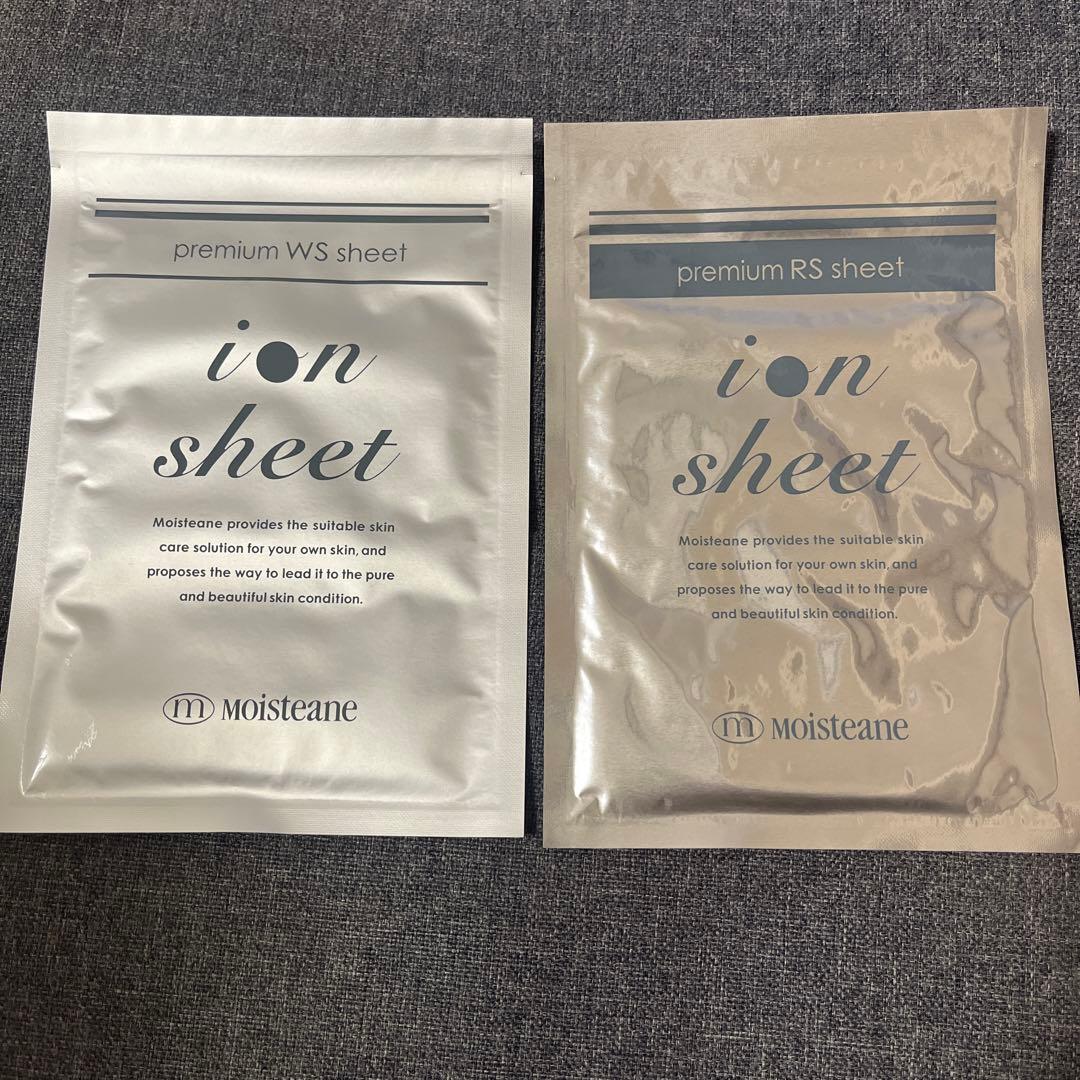 premium WS sheet
ion
sheet
Moisteane provides the suitable skin
care solution for your own skin, and
proposes the way to lead it to the pure
and beautiful skin condition.
m Moisteane
premium RS sheet
ion
sheet
Moisteane provides the suitable skin
care solution for your own skin, and
proposes the way to lead it to the pure
and beautiful skin condition.
m Moisteane